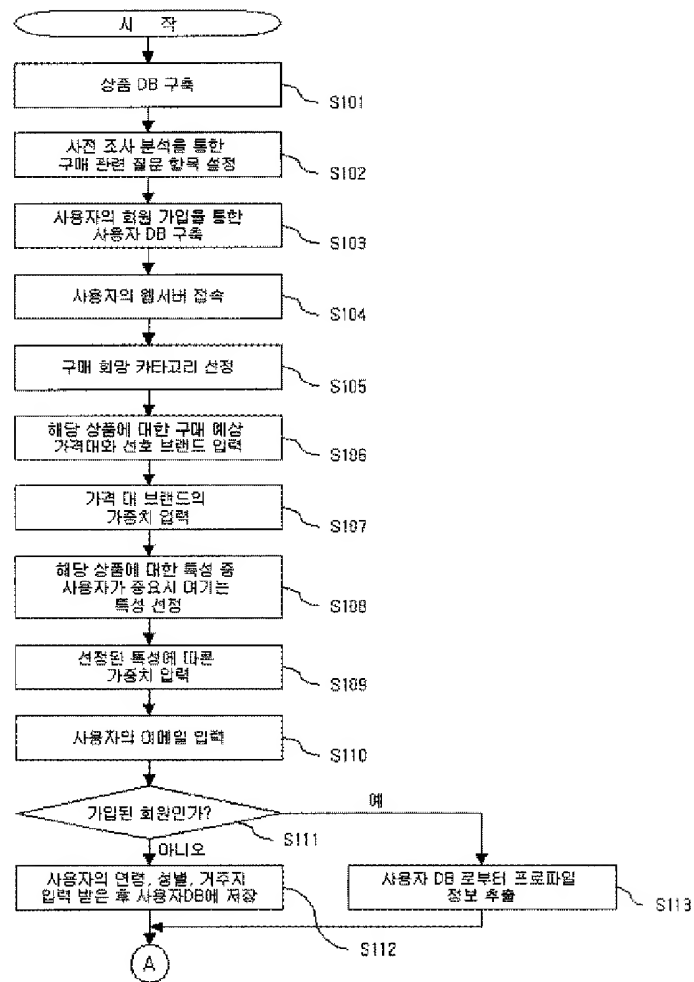 시 작
상품 DB 구축
S101
사전 조사 분석을 통한
구매 관련 질문 항목 설정
S102
사용자의 회원 가입을 통한
사용자 DB 구축
S103
사용자의 웹서버 접속
S104
구매 희망 카타고리 선정
S105
해당 상품에 대한 구매 예상
가격대와 선호 브랜드 입력
S106
가격 대 브랜드의
가중치 입력
S107
해당 상품에 대한 특성 중
사용자가 중요시 여기는
특성 선정
S108
선정된 특성에 따른
가중치 입력
S109
사용자의 이메일 입력
S110
가입된 회원인가?
예
S111
아니오
사용자의 연령, 성별, 거주지
입력 받은 후 사용자DB에 저장
S112
사용자 DB 로부터 프로파일
정보 추출
S113
A